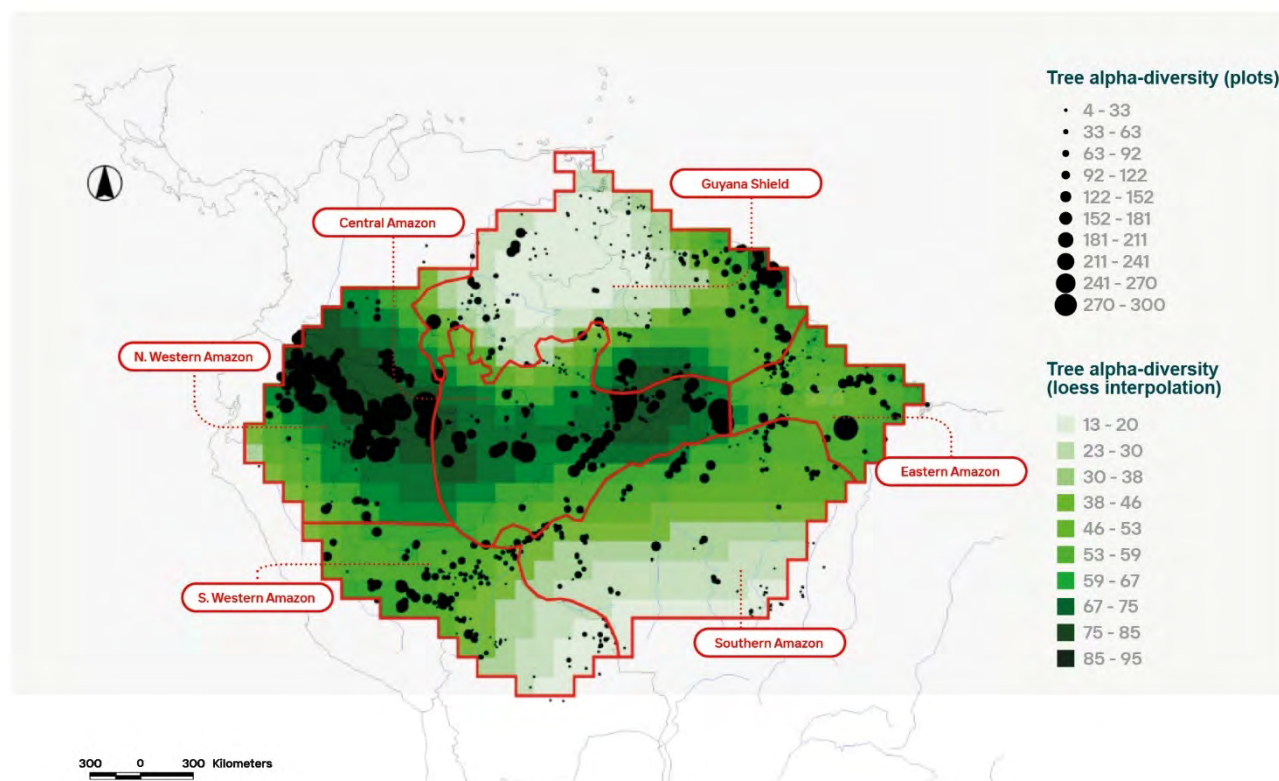 Tree alpha-diversity (plots)
4 - 33
33 - 63
63 - 92
92 - 122
122 - 152
152 - 181
181 - 211
211 - 241
241 - 270
270 - 300
Guyana Shield
Central Amazon
N. Western Amazon
Tree alpha-diversity
(loess interpolation)
13 - 20
23 - 30
30 - 38
38 - 46
46 - 53
53 - 59
59 - 67
67 - 75
75 - 85
85 - 95
Eastern Amazon
S. Western Amazon
Southern Amazon
300 0 300 Kilometers